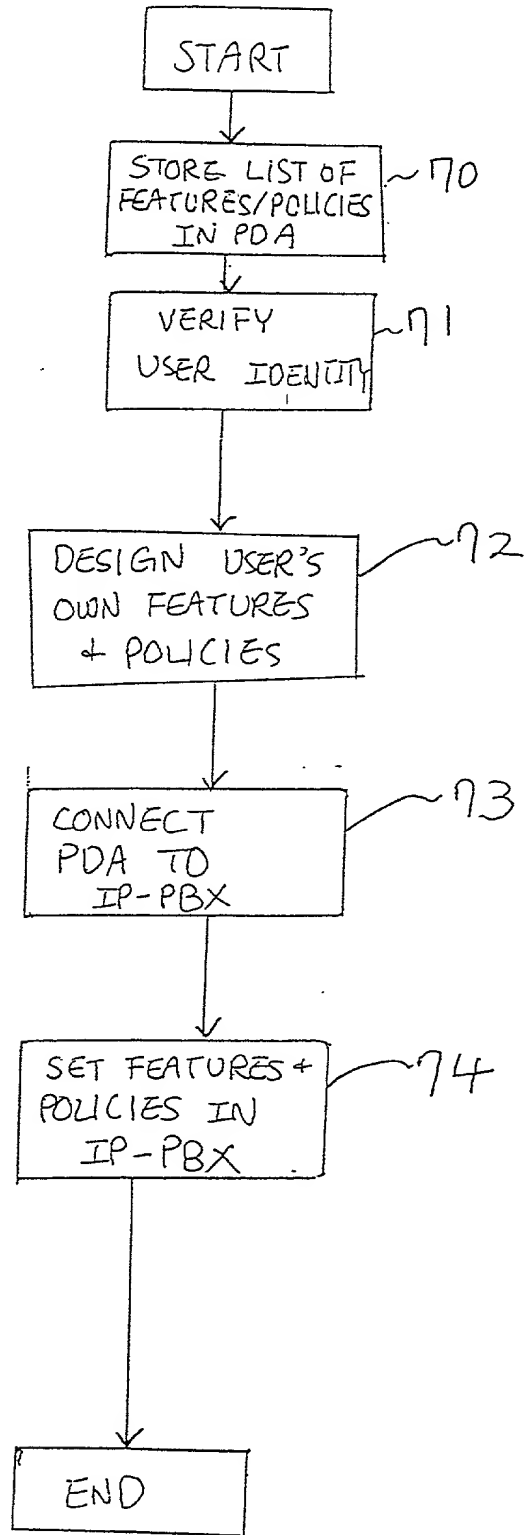 START
STORE LIST OF
FEATURES/POLICIES
IN PDA
70
VERIFY
USER IDENTITY
71
DESIGN USER'S
OWN FEATURES
+ POLICIES
72
CONNECT
PDA TO
IP-PBX
73
SET FEATURES +
POLICIES IN
IP-PBX
74
END